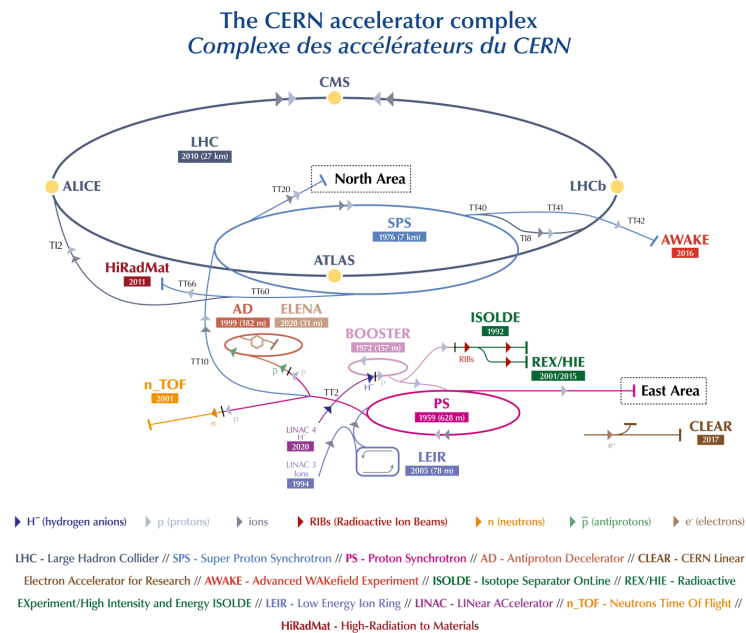 The CERN accelerator complex
Complexe des accélérateurs du CERN
CMS
LHC
2010 (27 km)
North Area
TT20
ALICE
LHCb
TT40
TT41
SPS
1976 (7 km)
TT42
TI8
TI2
AWAKE
2016
ATLAS
HiRadMat
2011
TT66
TT60
AD
1999 (182 m)
ELENA
2020 (31 m)
ISOLDE
1992
BOOSTER
1972 (157 m)
RIBs
REX/HIE
2001/2015
TT10
p̅
p
H⁻
p
n_TOF
2001
TT2
East Area
PS
1959 (628 m)
n
p
LINAC 4
H⁻
2020
CLEAR
2017
e⁻
LINAC 3
Ions
1994
LEIR
2005 (78 m)
H⁻ (hydrogen anions)
p (protons)
ions
RIBs (Radioactive Ion Beams)
n (neutrons)
p̅ (antiprotons)
e⁻ (electrons)
LHC - Large Hadron Collider // SPS - Super Proton Synchrotron // PS - Proton Synchrotron // AD - Antiproton Decelerator // CLEAR - CERN Linear
Electron Accelerator for Research // AWAKE - Advanced WAKefield Experiment // ISOLDE - Isotope Separator OnLine // REX/HIE - Radioactive
EXperiment/High Intensity and Energy ISOLDE // LEIR - Low Energy Ion Ring // LINAC - LINear ACcelerator // n_TOF - Neutrons Time Of Flight //
HiRadMat - High-Radiation to Materials